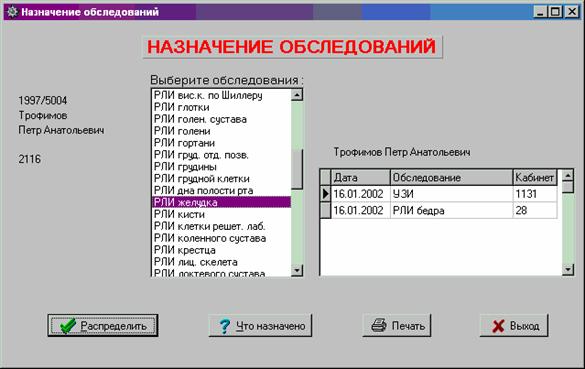 Назначение обследований
НАЗНАЧЕНИЕ ОБСЛЕДОВАНИЙ
1997/5004
Трофимов
Петр Анатольевич
2116
Выберите обследования :
РЛИ вис.к. по Шиллеру
РЛИ глотки
РЛИ голен. сустава
РЛИ голени
РЛИ гортани
РЛИ груд. отд. позв.
РЛИ грудины
РЛИ грудной клетки
РЛИ дна полости рта
РЛИ желудка
РЛИ кисти
РЛИ клетки решет. лаб.
РЛИ коленного сустава
РЛИ крестца
РЛИ лиц. скелета
РЛИ локтевого сустава
Трофимов Петр Анатольевич
Дата Обследование Кабинет
16.01.2002 УЗИ 1131
16.01.2002 РЛИ бедра 28
Распределить
Что назначено
Печать
Выход